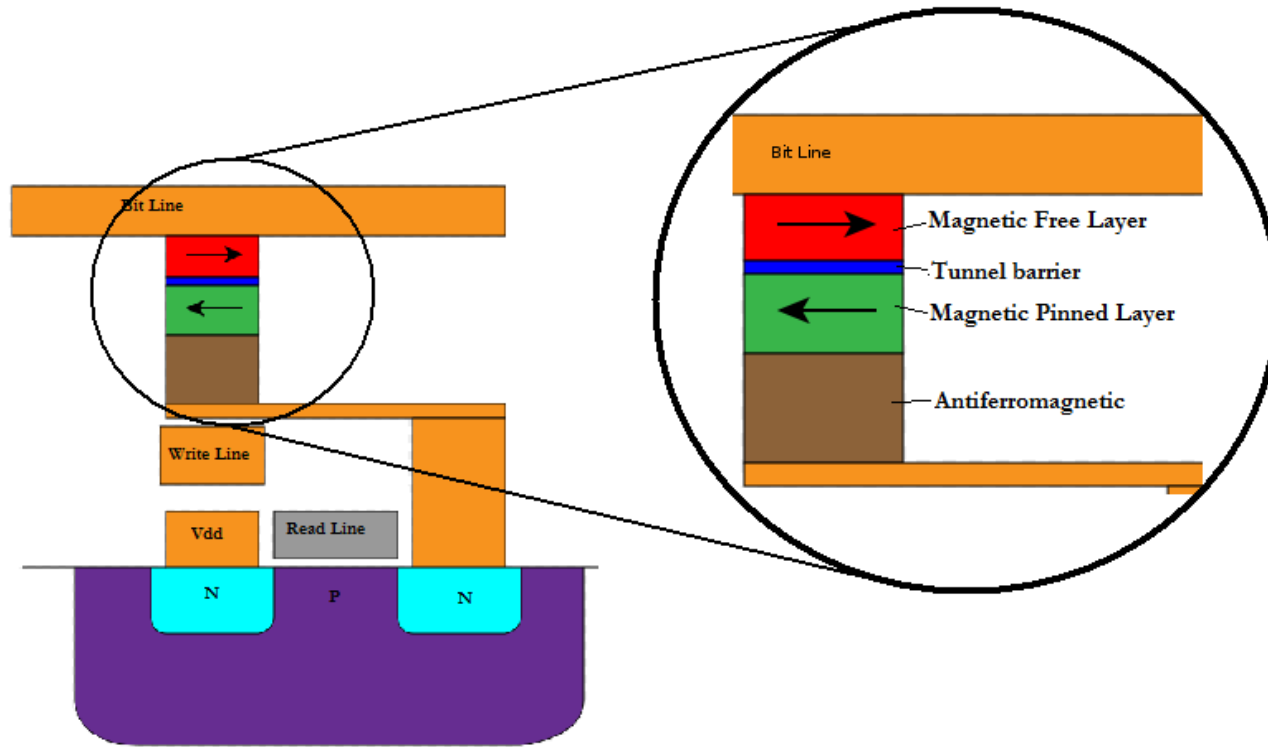 Bit Line
Write Line
Vdd
Read Line
N
P
N
Bit Line
Magnetic Free Layer
Tunnel barrier
Magnetic Pinned Layer
Antiferromagnetic